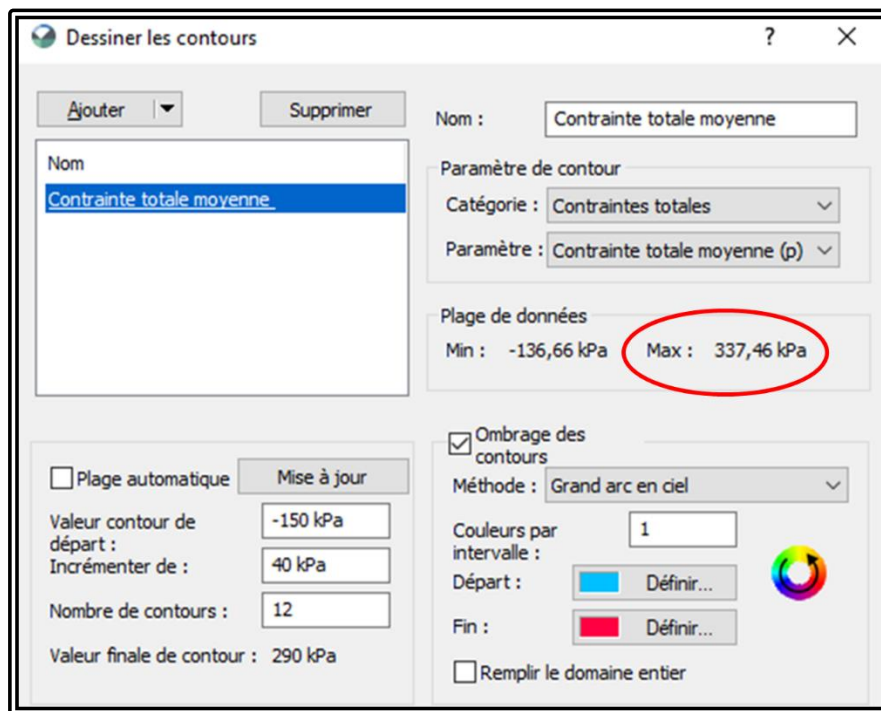 Dessiner les contours
?
Ajouter
Supprimer
Nom
Contrainte totale moyenne
Nom :
Contrainte totale moyenne
Paramètre de contour
Catégorie :
Contraintes totales
Paramètre :
Contrainte totale moyenne (p)
Plage de données
Min : -136,66 kPa
Max : 337,46 kPa
Plage automatique
Mise à jour
Valeur contour de
départ :
-150 kPa
Incrémenter de :
40 kPa
Nombre de contours :
12
Valeur finale de contour : 290 kPa
Ombrage des
contours
Méthode :
Grand arc en ciel
Couleurs par
intervalle :
1
Départ :
Définir...
Fin :
Définir...
Remplir le domaine entier